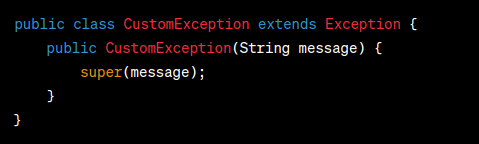 public class CustomException extends Exception {
    public CustomException(String message) {
        super(message);
    }
}